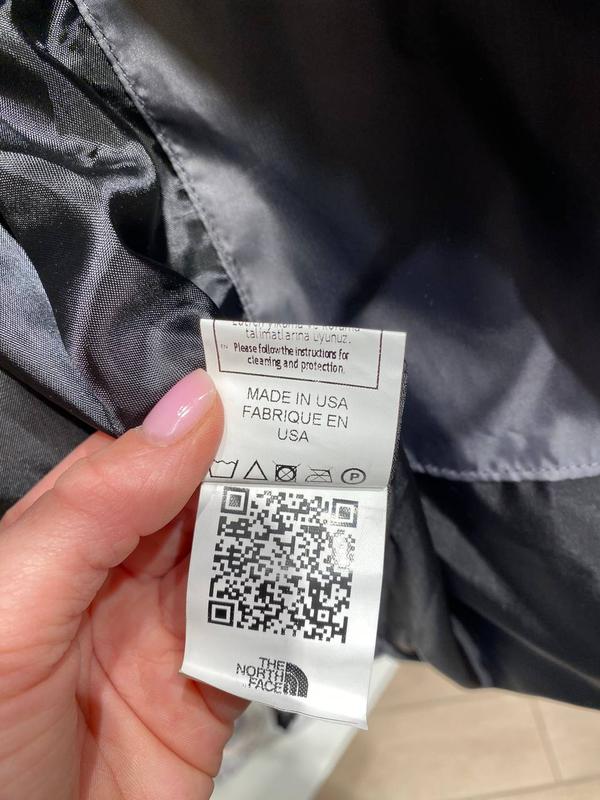 talimatlarına uyunuz.
EN Please follow the instructions for
cleaning and protection.
MADE IN USA
FABRIQUE EN
USA
P
THE
NORTH
FACE